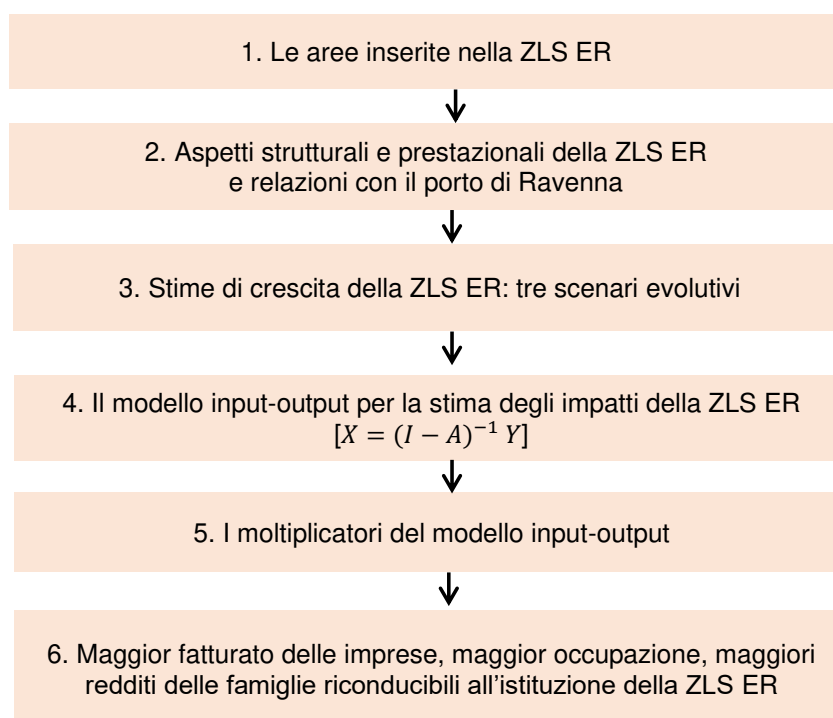 1. Le aree inserite nella ZLS ER
2. Aspetti strutturali e prestazionali della ZLS ER
e relazioni con il porto di Ravenna
3. Stime di crescita della ZLS ER: tre scenari evolutivi
4. Il modello input-output per la stima degli impatti della ZLS ER
[𝑋 = (𝐼 − 𝐴)⁻¹ 𝑌]
5. I moltiplicatori del modello input-output
6. Maggior fatturato delle imprese, maggior occupazione, maggiori
redditi delle famiglie riconducibili all'istituzione della ZLS ER